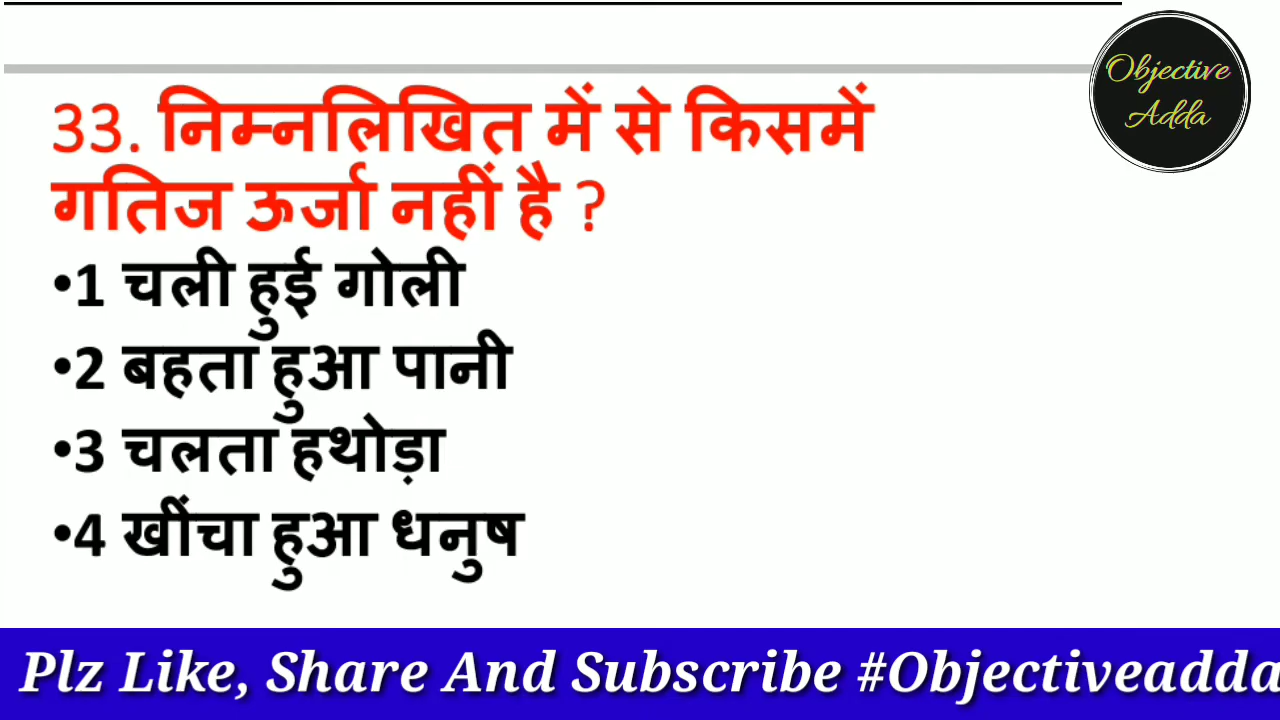 Objective
Adda
33. निम्नलिखित में से किसमें
गतिज ऊर्जा नहीं है ?
•1 चली हुई गोली
•2 बहता हुआ पानी
•3 चलता हथोड़ा
•4 खींचा हुआ धनुष
Plz Like, Share And Subscribe #Objectiveadda